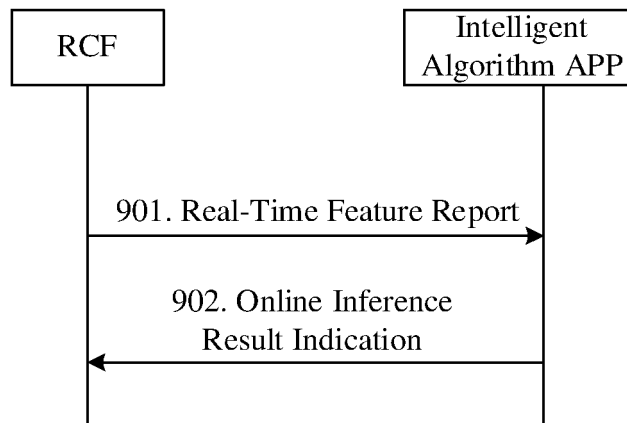 RCF
Intelligent
Algorithm APP
901. Real-Time Feature Report
902. Online Inference
Result Indication